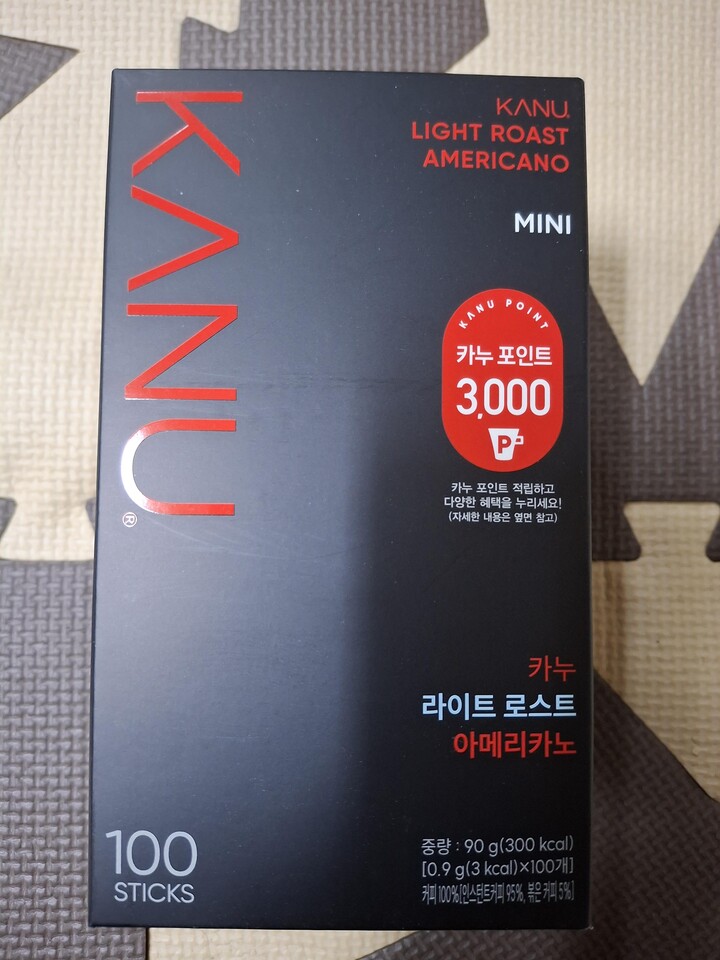 KANU®
KANU
LIGHT ROAST
AMERICANO
MINI
KANU POINT
카누 포인트
3,000
P
카누 포인트 적립하고
다양한 혜택을 누리세요!
(자세한 내용은 옆면 참고)
카누
라이트 로스트
아메리카노
100
STICKS
중량 : 90 g(300 kcal)
[0.9 g(3 kcal)×100개]
커피 100%[인스턴트커피 95%, 볶은 커피 5%]